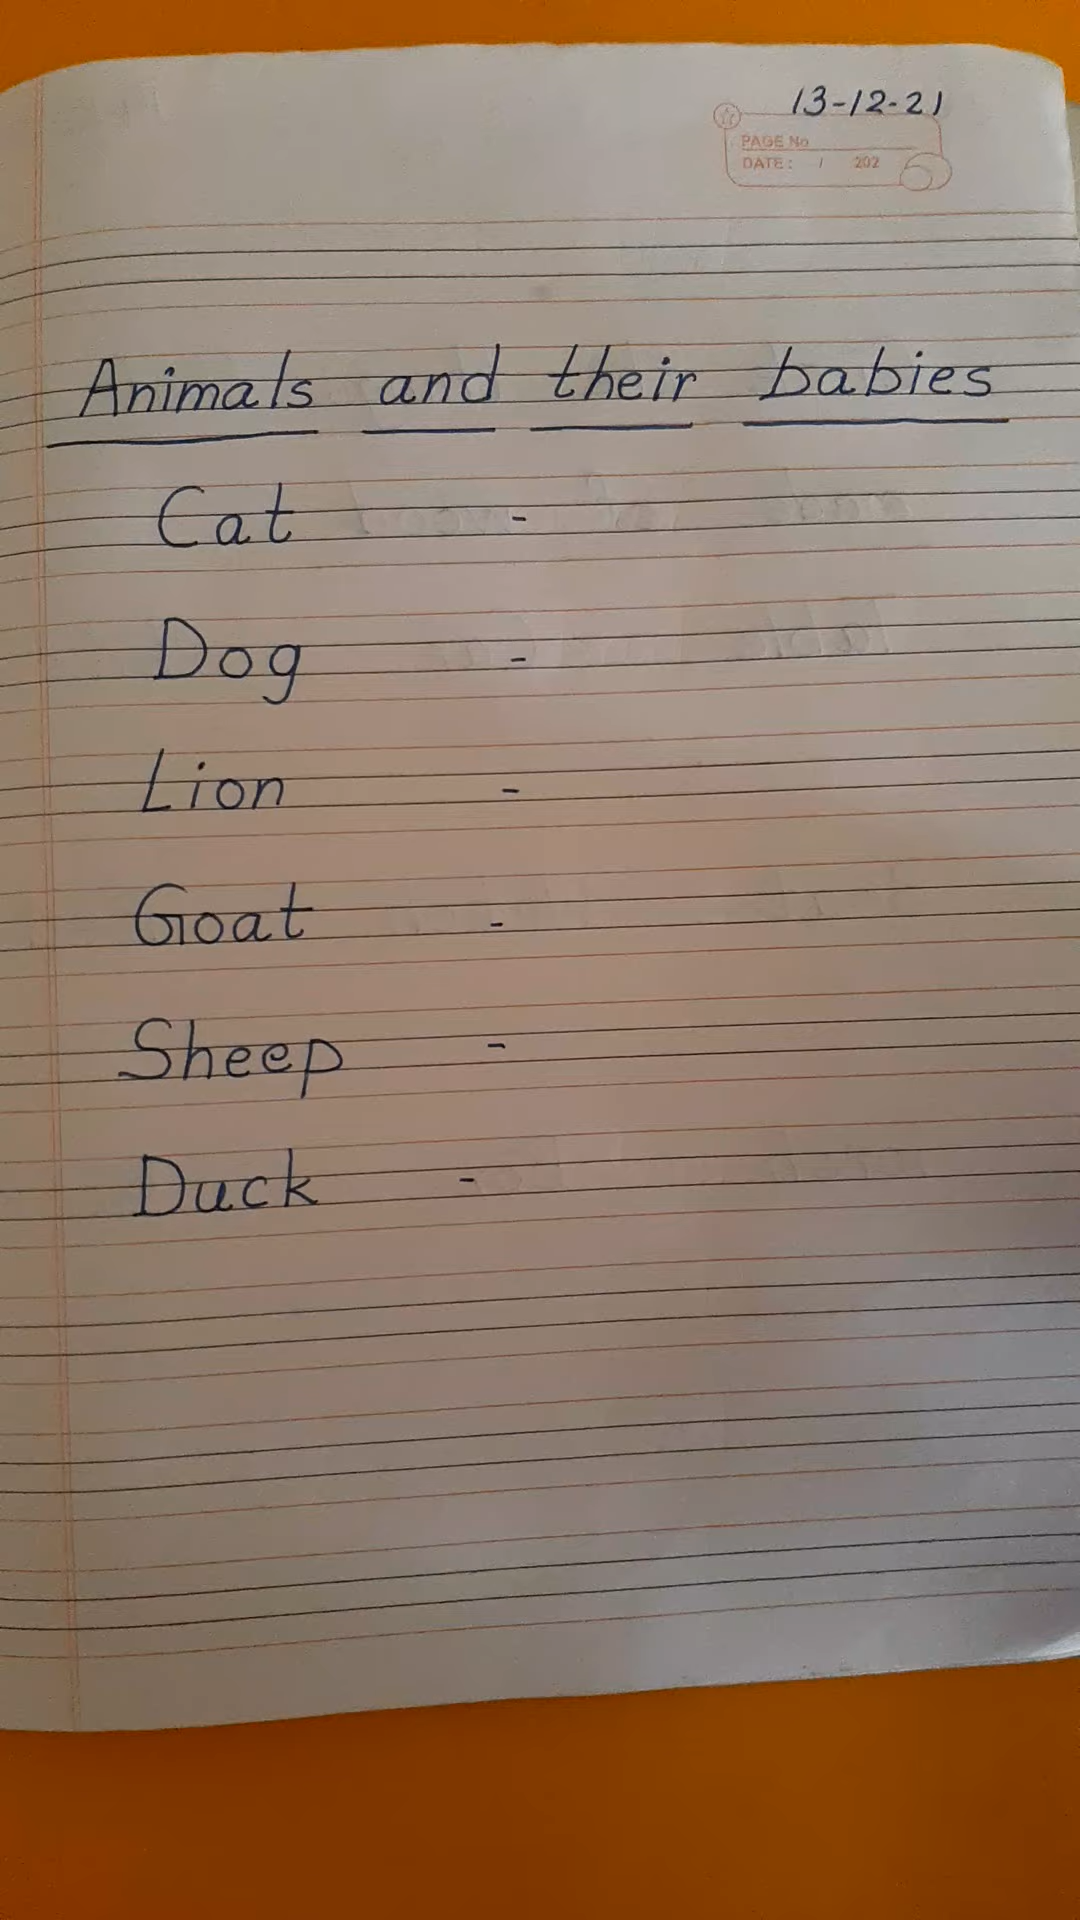 13-12-21
PAGE No
DATE : / 202
Animals and their babies
Cat -
Dog -
Lion -
Goat -
Sheep -
Duck -